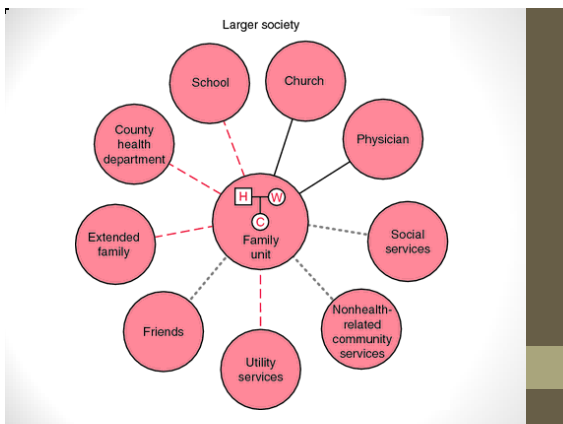 Larger society
School
Church
County
health
department
Physician
H
W
C
Family
unit
Extended
family
Social
services
Friends
Nonhealth-
related
community
services
Utility
services